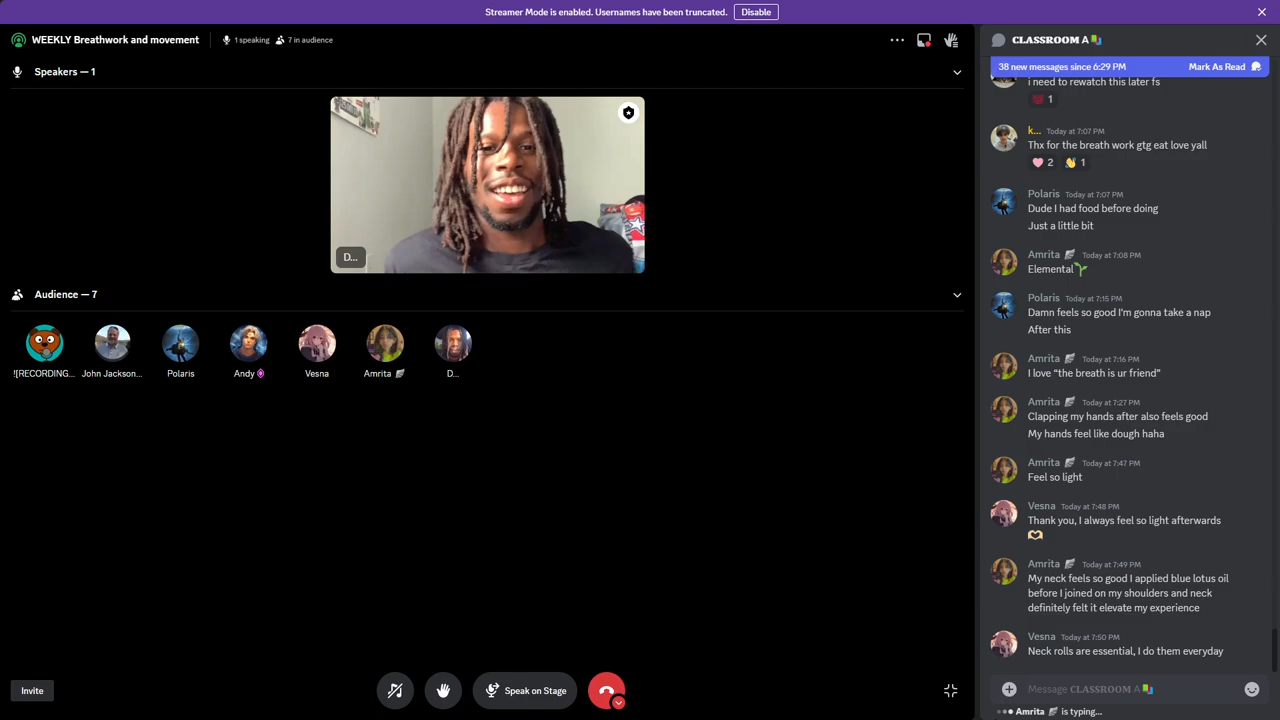 Streamer Mode is enabled. Usernames have been truncated. Disable
WEEKLY Breathwork and movement 1 speaking 7 in audience
Speakers — 1
D...
Audience — 7
![RECORDING... John Jackson... Polaris Andy Vesna Amrita D...
Invite
Speak on Stage
CLASSROOM A
38 new messages since 6:29 PM Mark As Read
i need to rewatch this later fs
1
k... Today at 7:07 PM
Thx for the breath work gtg eat love yall
2 1
Polaris Today at 7:07 PM
Dude I had food before doing
Just a little bit
Amrita Today at 7:08 PM
Elemental
Polaris Today at 7:15 PM
Damn feels so good I'm gonna take a nap
After this
Amrita Today at 7:16 PM
I love “the breath is ur friend”
Amrita Today at 7:27 PM
Clapping my hands after also feels good
My hands feel like dough haha
Amrita Today at 7:47 PM
Feel so light
Vesna Today at 7:48 PM
Thank you, I always feel so light afterwards
Amrita Today at 7:49 PM
My neck feels so good I applied blue lotus oil
before I joined on my shoulders and neck
definitely felt it elevate my experience
Vesna Today at 7:50 PM
Neck rolls are essential, I do them everyday
Message CLASSROOM A
Amrita is typing...